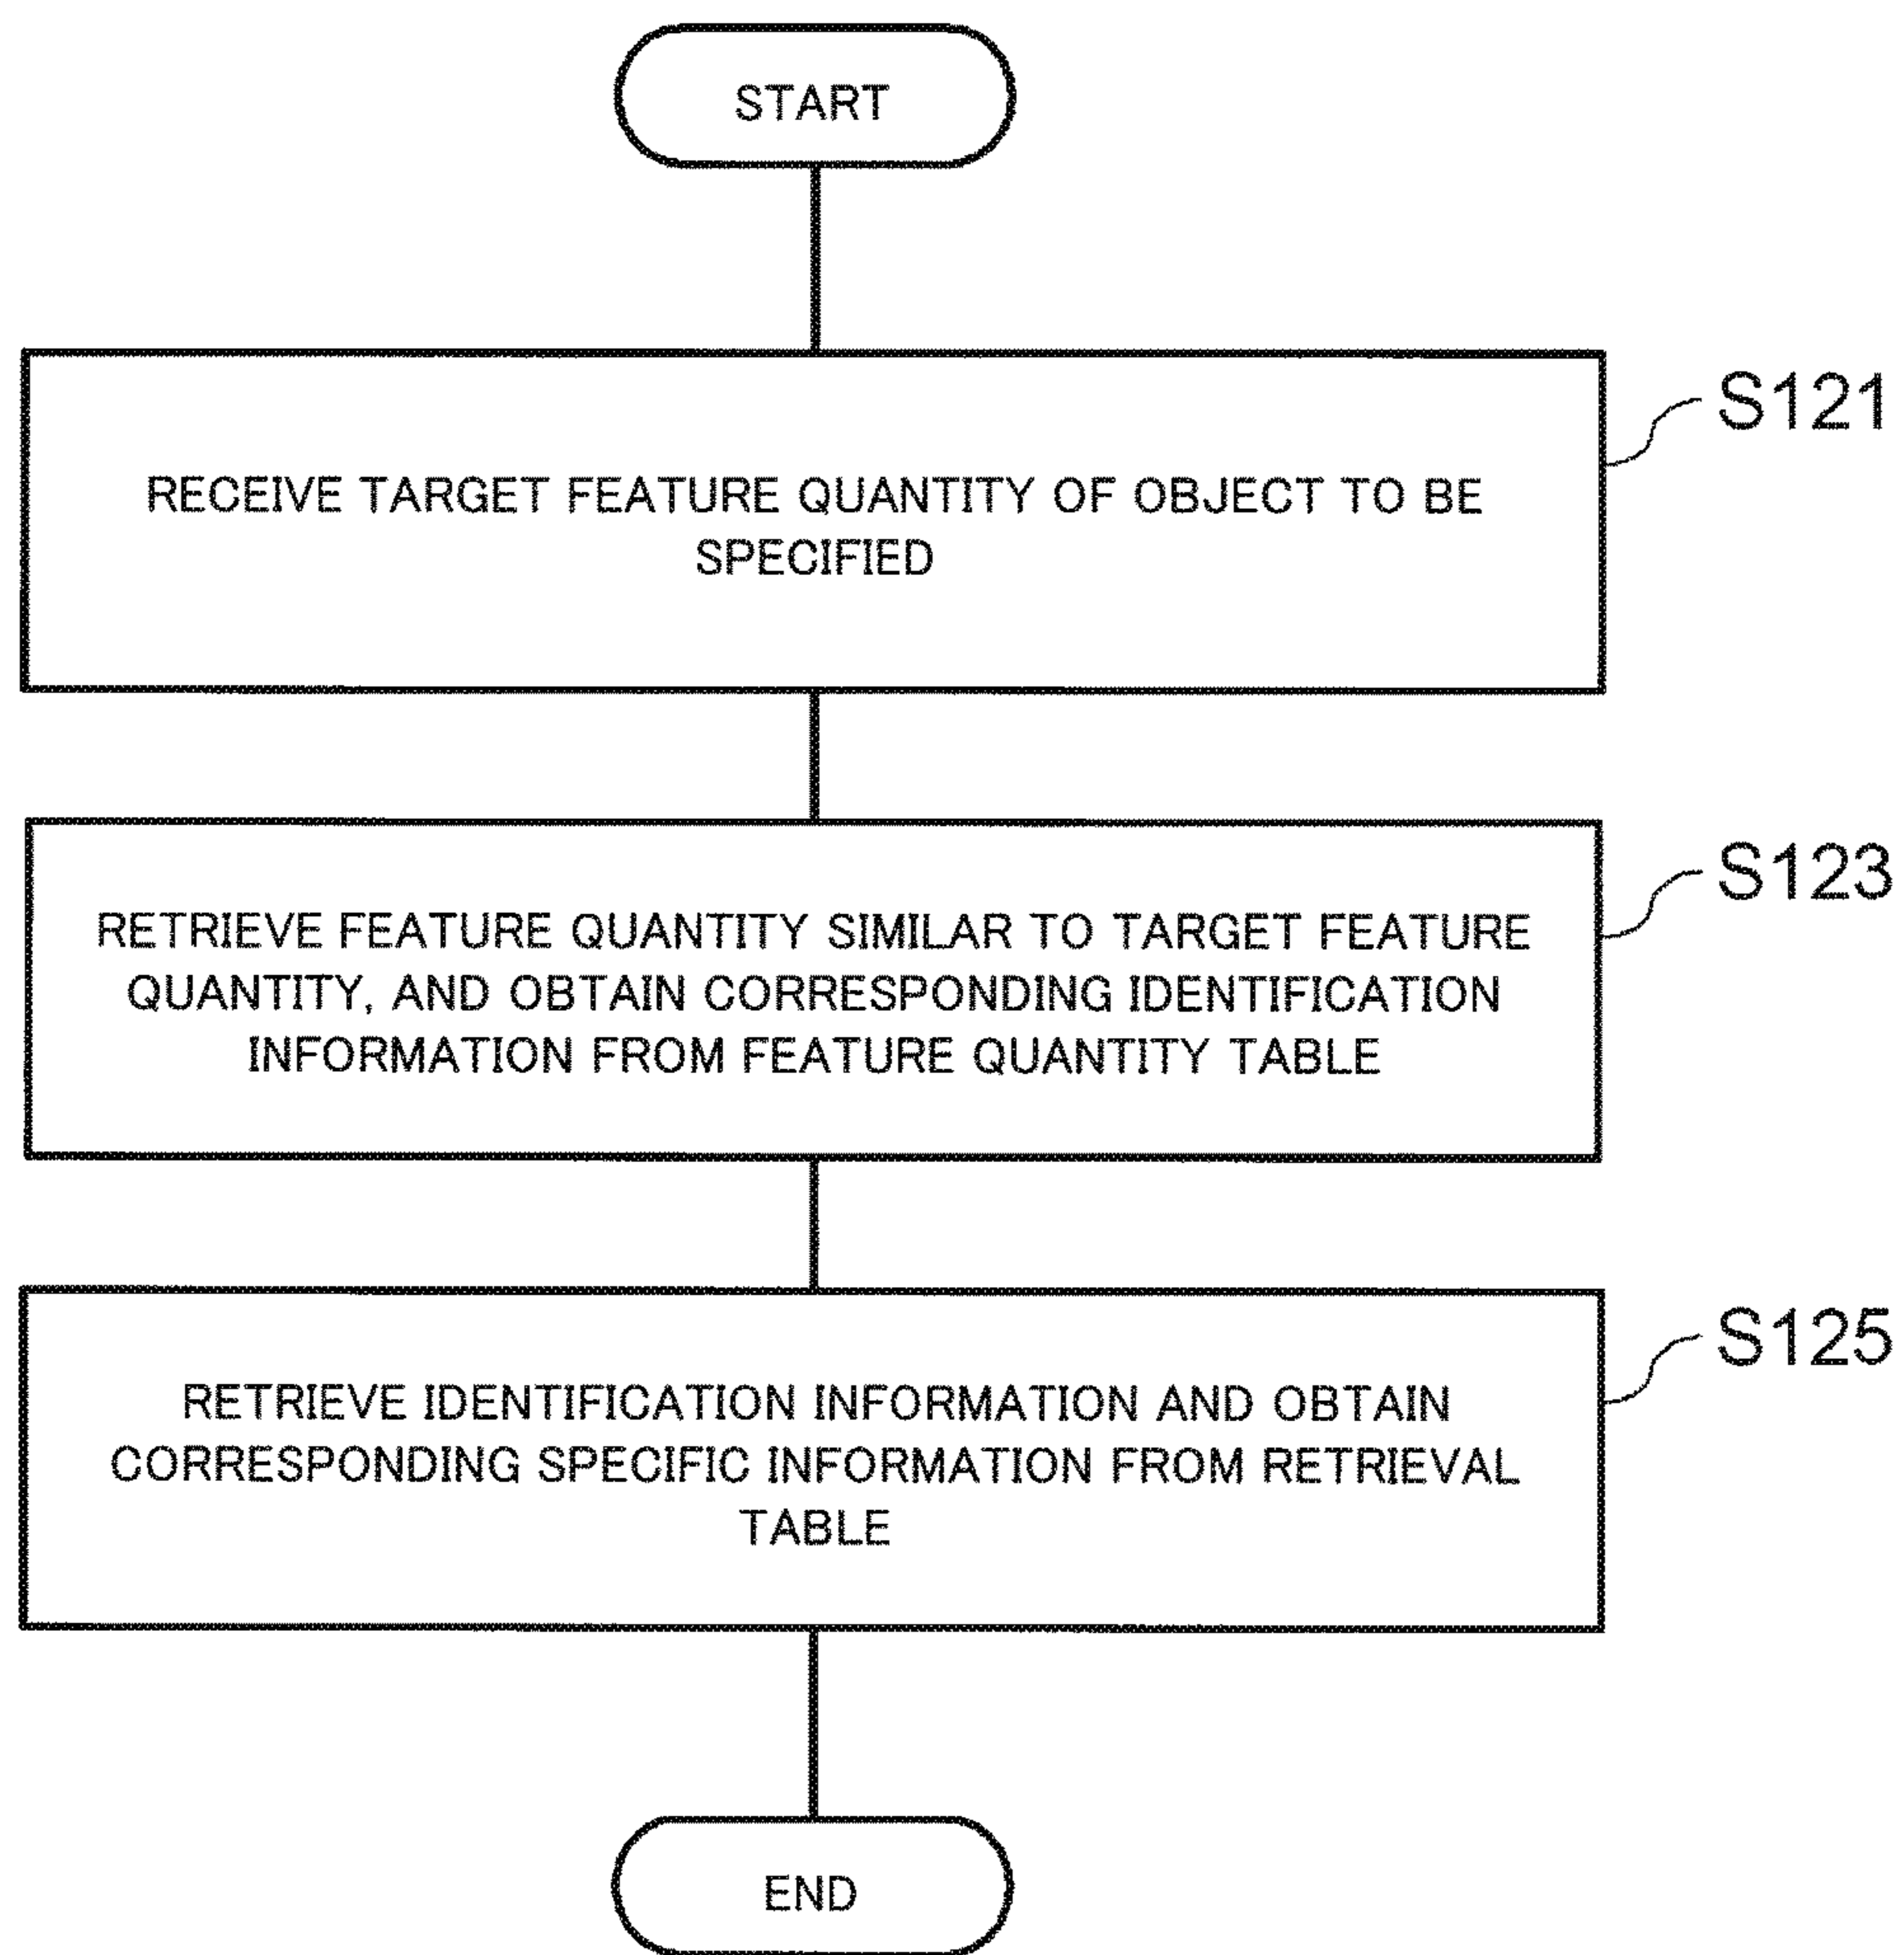 START
S121
RECEIVE TARGET FEATURE QUANTITY OF OBJECT TO BE
SPECIFIED
S123
RETRIEVE FEATURE QUANTITY SIMILAR TO TARGET FEATURE
QUANTITY, AND OBTAIN CORRESPONDING IDENTIFICATION
INFORMATION FROM FEATURE QUANTITY TABLE
S125
RETRIEVE IDENTIFICATION INFORMATION AND OBTAIN
CORRESPONDING SPECIFIC INFORMATION FROM RETRIEVAL
TABLE
END